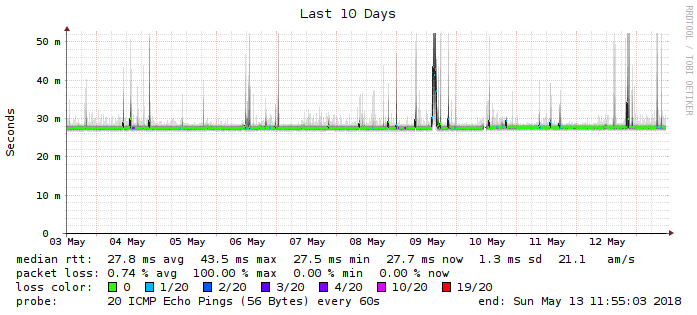 Last 10 Days
RRDTOOL / TOBI OETIKER
Seconds
50 m
40 m
30 m
20 m
10 m
0
03 May 04 May 05 May 06 May 07 May 08 May 09 May 10 May 11 May 12 May
median rtt: 27.8 ms avg 43.5 ms max 27.5 ms min 27.7 ms now 1.3 ms sd 21.1 am/s
packet loss: 0.74 % avg 100.00 % max 0.00 % min 0.00 % now
loss color: 0 1/20 2/20 3/20 4/20 10/20 19/20
probe: 20 ICMP Echo Pings (56 Bytes) every 60s end: Sun May 13 11:55:03 2018